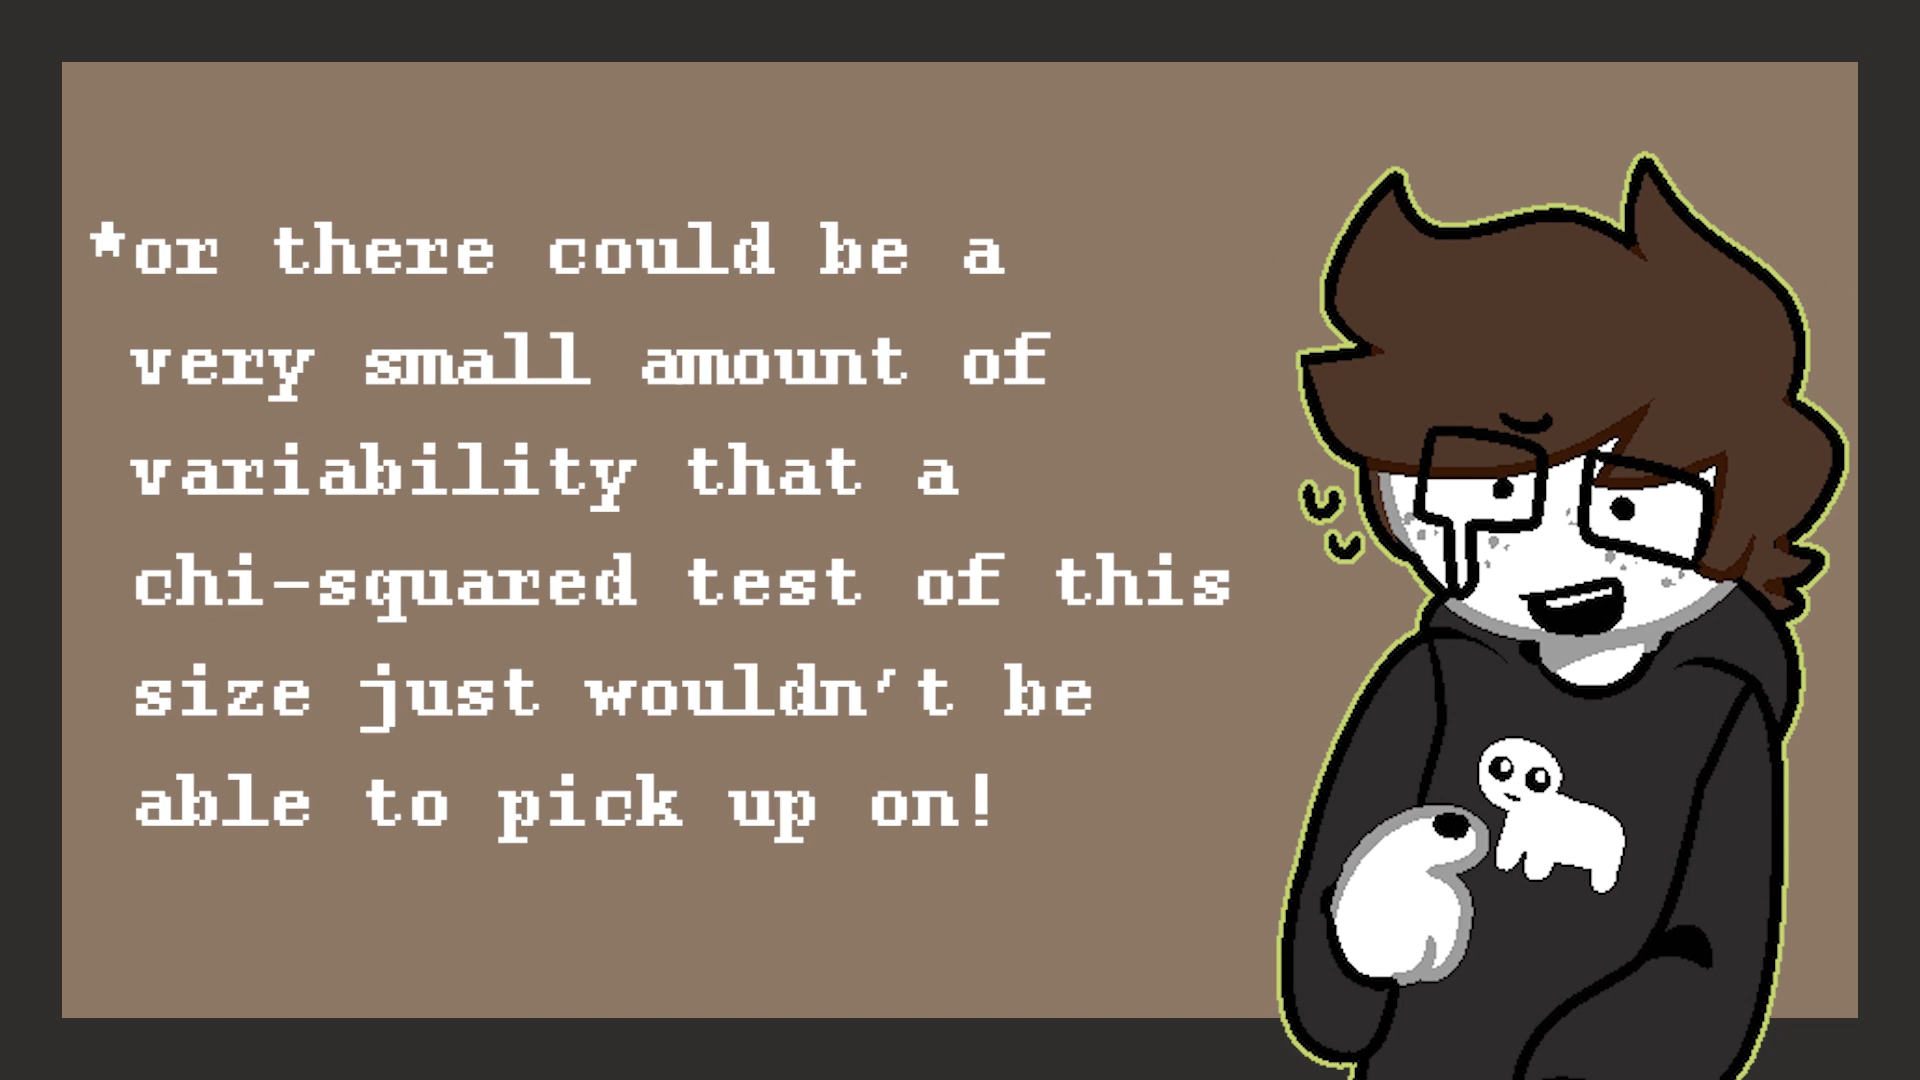 *or there could be a
very small amount of
variability that a
chi-squared test of this
size just wouldn't be
able to pick up on!